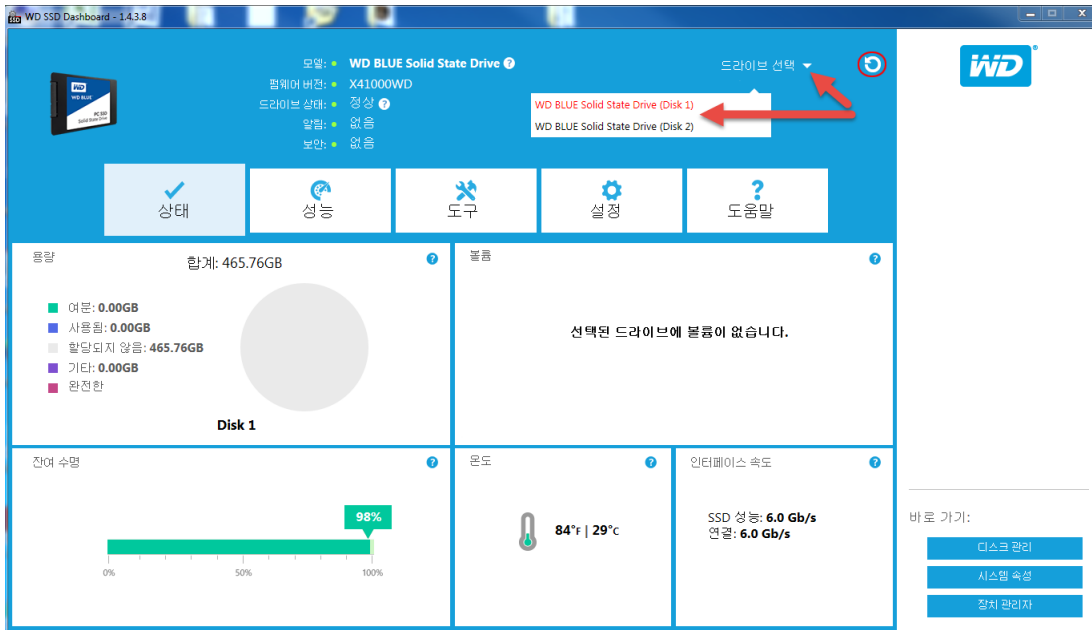 WD SSD Dashboard - 1.4.3.8
모델: WD BLUE Solid State Drive ?
펌웨어 버전: X41000WD
드라이브 상태: 정상 ?
알림: 없음
보안: 없음
드라이브 선택
WD BLUE Solid State Drive (Disk 1)
WD BLUE Solid State Drive (Disk 2)
WD
WD BLUE
PC SSD
Solid State Drive
WD®
상태
성능
도구
설정
도움말
용량 ?
합계: 465.76GB
여분: 0.00GB
사용됨: 0.00GB
할당되지 않음: 465.76GB
기타: 0.00GB
완전한
Disk 1
볼륨 ?
선택된 드라이브에 볼륨이 없습니다.
잔여 수명 ?
98%
0% 50% 100%
온도 ?
84°F | 29°C
인터페이스 속도 ?
SSD 성능: 6.0 Gb/s
연결: 6.0 Gb/s
바로 가기:
디스크 관리
시스템 속성
장치 관리자